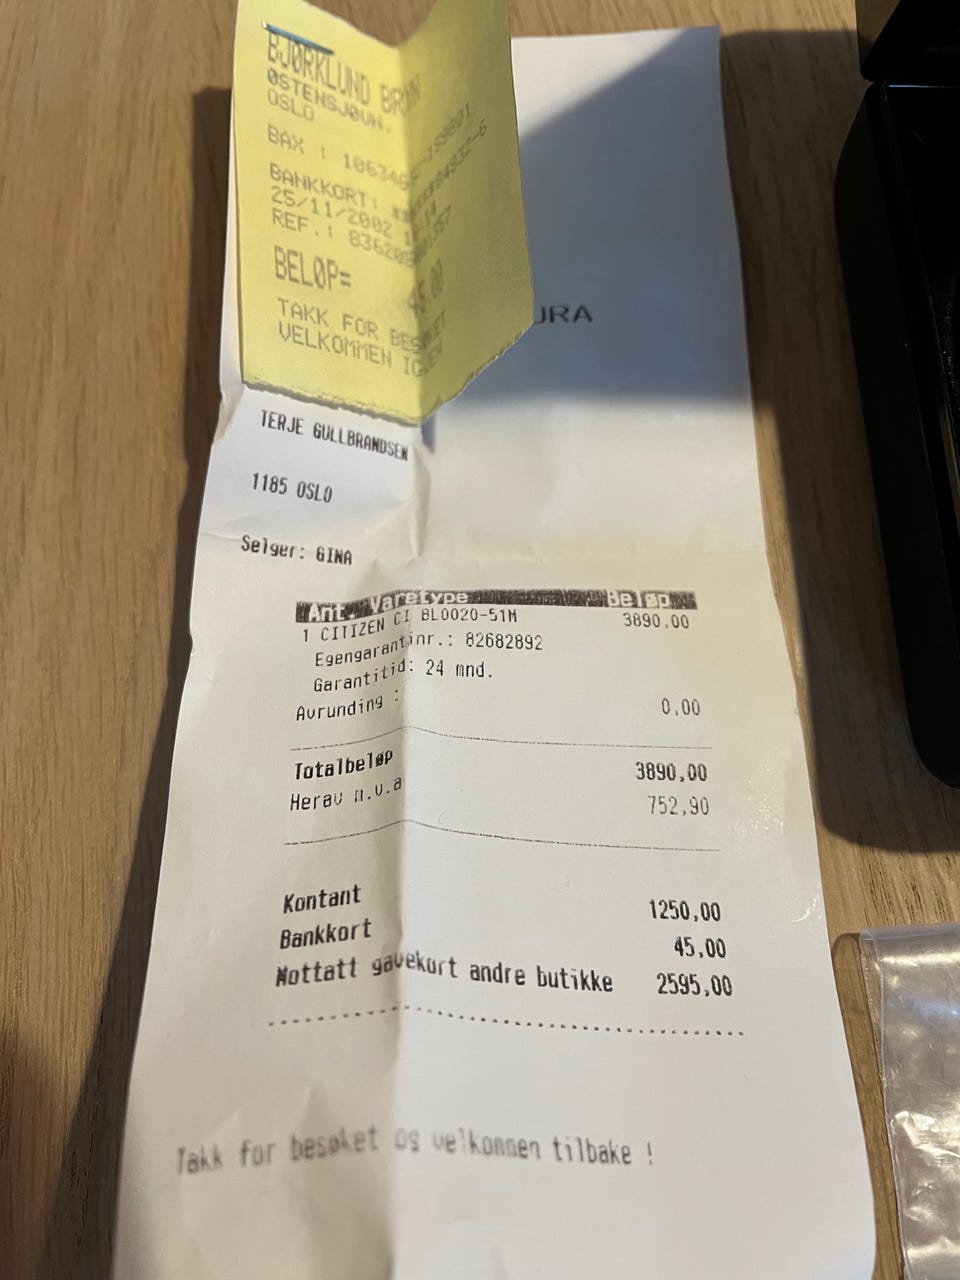 BJØRKLUND BRYN
ØSTENSJØVN.
OSLO
BAX :
BANKKORT:
25/11/2002
REF.:
BELØP= 45.00
TAKK FOR BESØKET
VELKOMMEN IGJEN
URA
TERJE GULLBRANDSEN
1185 OSLO
Selger: GINA
Ant. Varetype Beløp
1 CITIZEN CI BL0020-51M 3890,00
Egengarantinr.: 82682892
Garantitid: 24 mnd.
Avrunding : 0,00
Totalbeløp 3890,00
Herav m.v.a 752,90
Kontant 1250,00
Bankkort 45,00
Mottatt gavekort andre butikke 2595,00
Takk for besøket og velkommen tilbake !